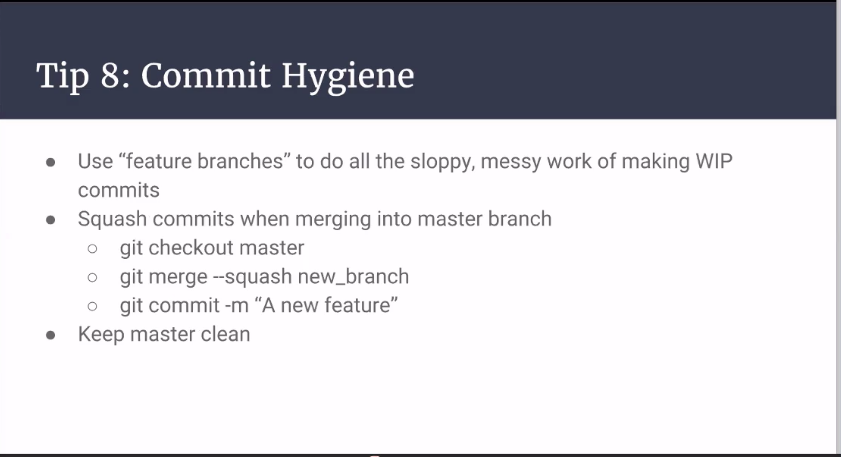 Tip 8: Commit Hygiene
● Use “feature branches” to do all the sloppy, messy work of making WIP
commits
● Squash commits when merging into master branch
○ git checkout master
○ git merge --squash new_branch
○ git commit -m “A new feature”
● Keep master clean